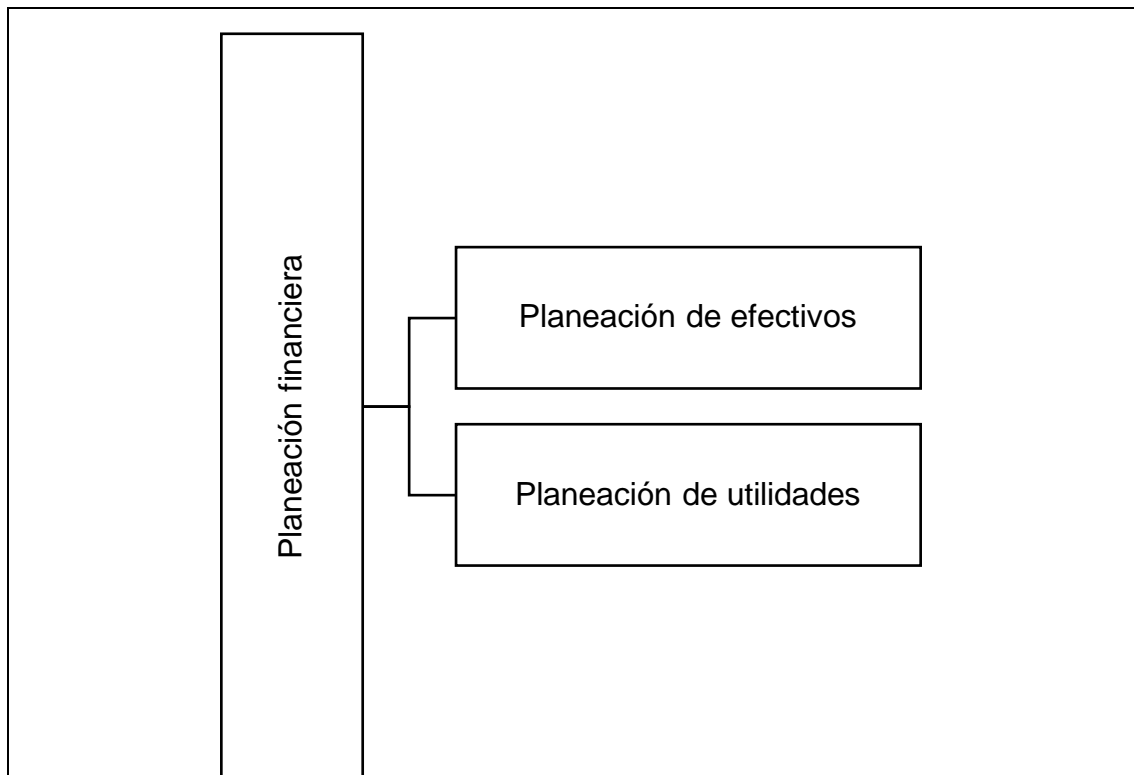 Planeación financiera
Planeación de efectivos
Planeación de utilidades